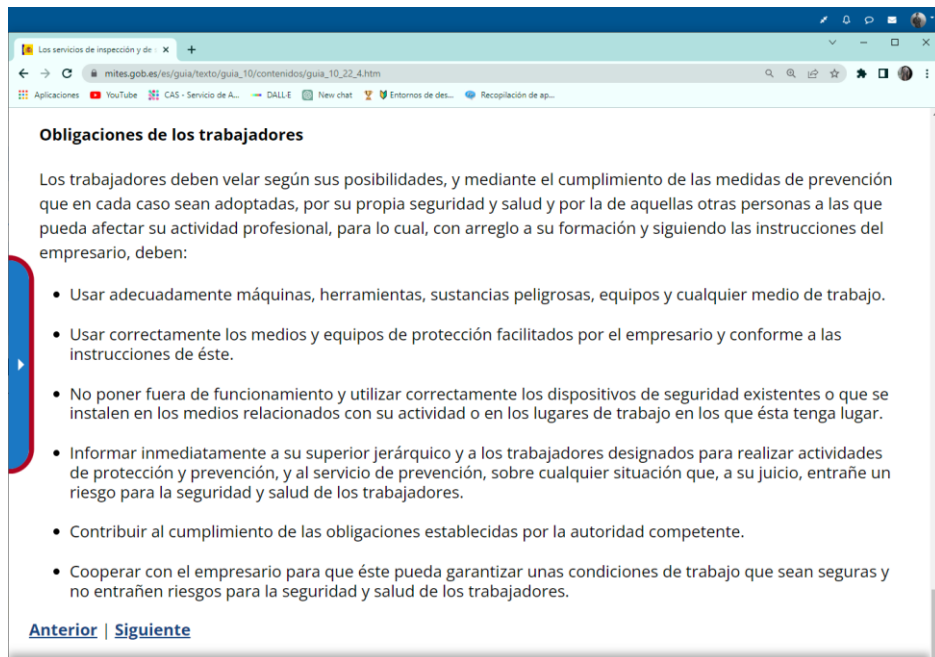 Los servicios de inspección y de
mites.gob.es/es/guia/texto/guia_10/contenidos/guia_10_22_4.htm
Aplicaciones YouTube CAS - Servicio de A... DALL·E New chat Entornos de des... Recopilación de ap...
Obligaciones de los trabajadores
Los trabajadores deben velar según sus posibilidades, y mediante el cumplimiento de las medidas de prevención
que en cada caso sean adoptadas, por su propia seguridad y salud y por la de aquellas otras personas a las que
pueda afectar su actividad profesional, para lo cual, con arreglo a su formación y siguiendo las instrucciones del
empresario, deben:
• Usar adecuadamente máquinas, herramientas, sustancias peligrosas, equipos y cualquier medio de trabajo.
• Usar correctamente los medios y equipos de protección facilitados por el empresario y conforme a las
instrucciones de éste.
• No poner fuera de funcionamiento y utilizar correctamente los dispositivos de seguridad existentes o que se
instalen en los medios relacionados con su actividad o en los lugares de trabajo en los que ésta tenga lugar.
• Informar inmediatamente a su superior jerárquico y a los trabajadores designados para realizar actividades
de protección y prevención, y al servicio de prevención, sobre cualquier situación que, a su juicio, entrañe un
riesgo para la seguridad y salud de los trabajadores.
• Contribuir al cumplimiento de las obligaciones establecidas por la autoridad competente.
• Cooperar con el empresario para que éste pueda garantizar unas condiciones de trabajo que sean seguras y
no entrañen riesgos para la seguridad y salud de los trabajadores.
Anterior | Siguiente